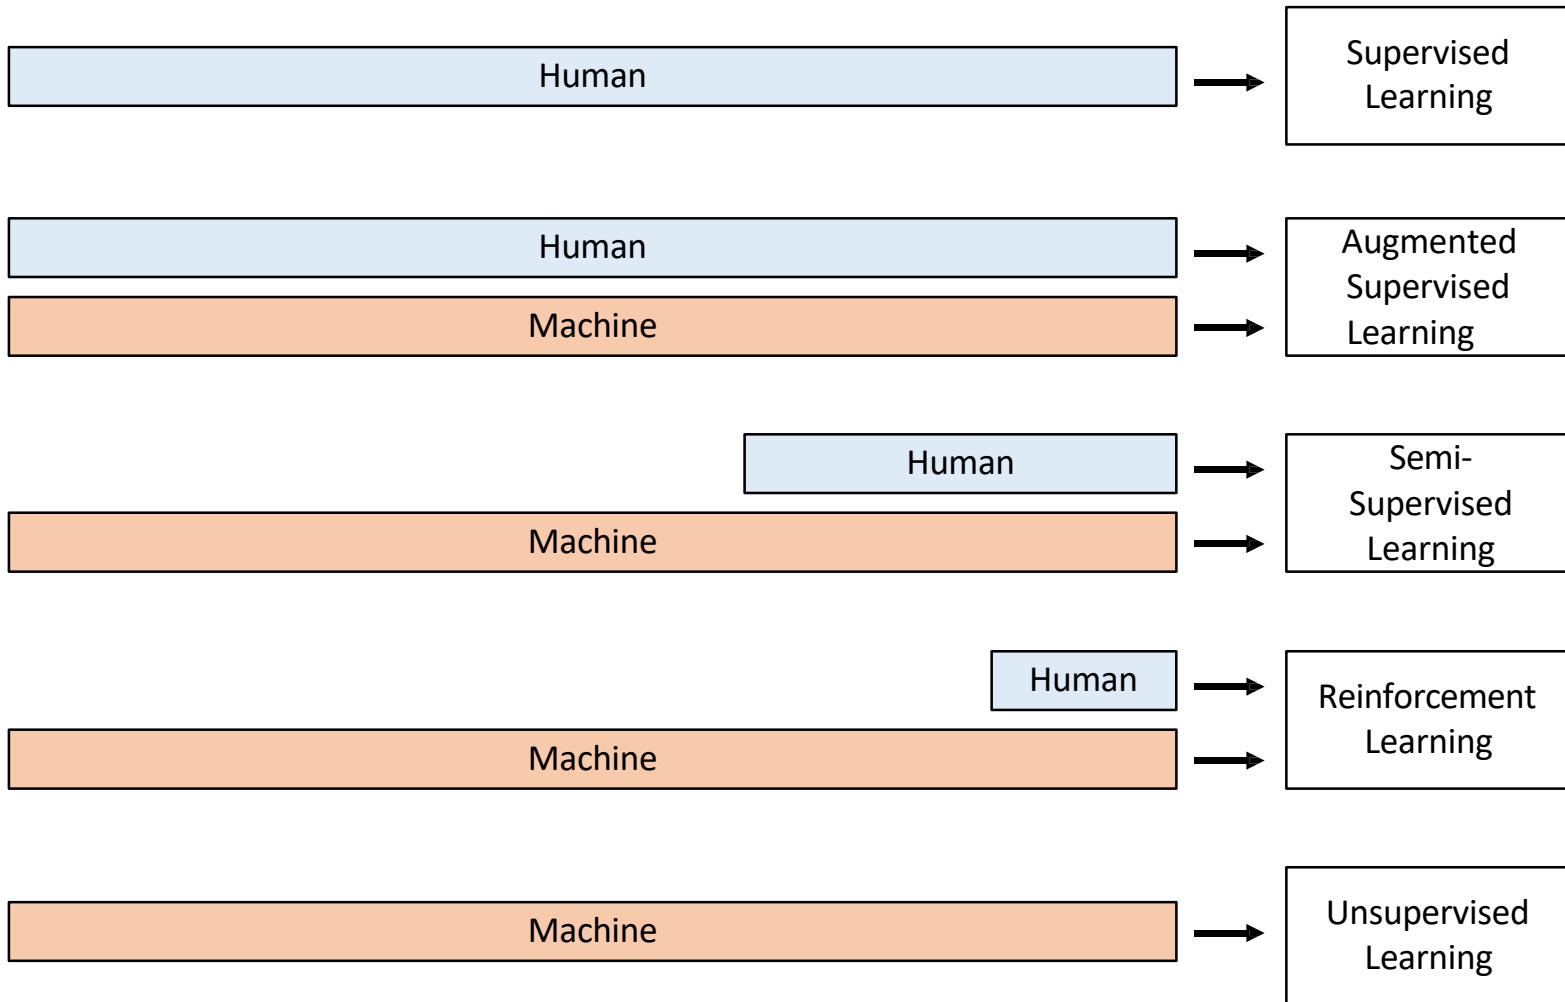 Human
Supervised
Learning
Human
Machine
Augmented
Supervised
Learning
Human
Machine
Semi-
Supervised
Learning
Human
Machine
Reinforcement
Learning
Machine
Unsupervised
Learning